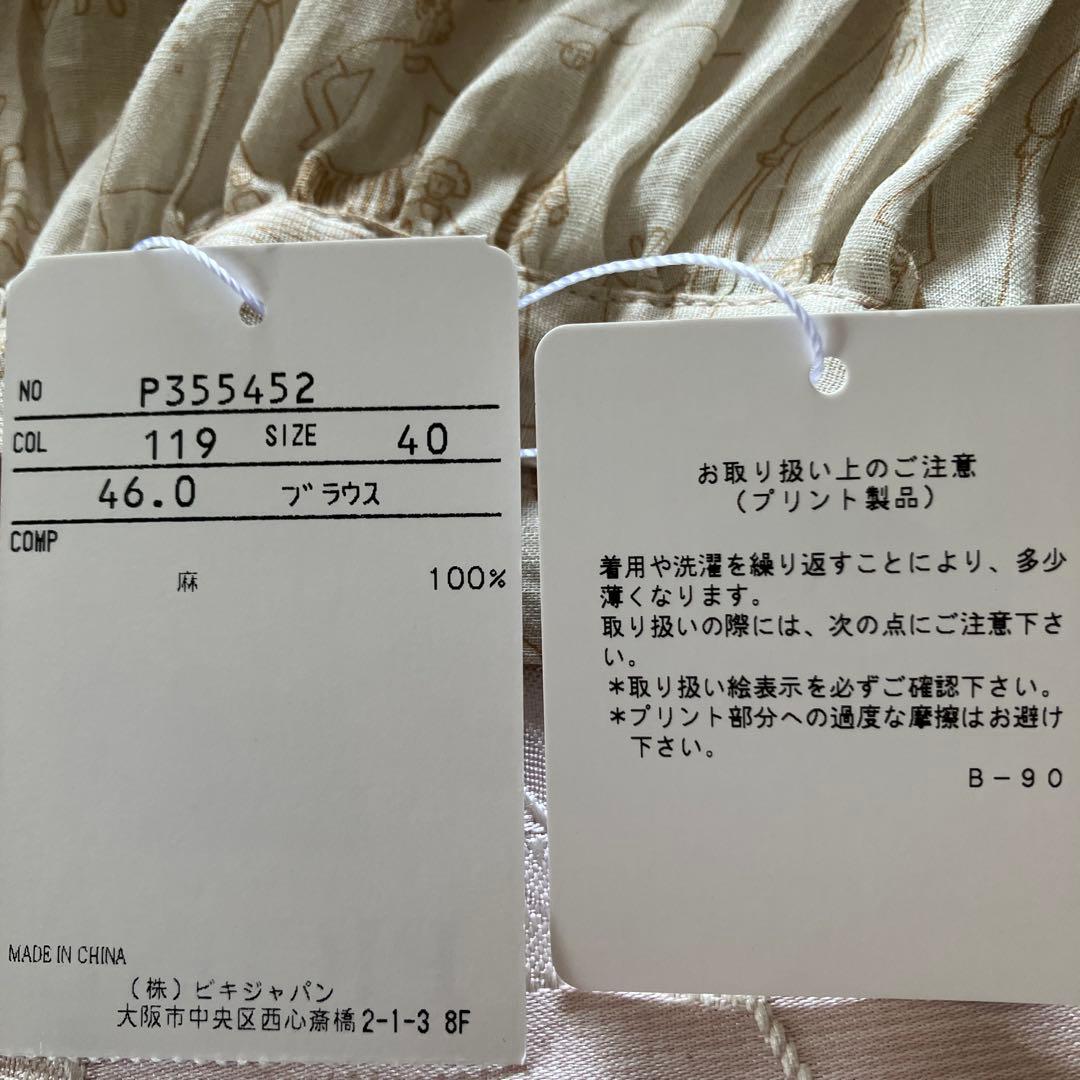 NO P355452
COL 119 SIZE 40
46.0 ブラウス
COMP
麻 100%
MADE IN CHINA
(株)ビキジャパン
大阪市中央区西心斎橋2-1-3 8F
お取り扱い上のご注意
(プリント製品)
着用や洗濯を繰り返すことにより、多少
薄くなります。
取り扱いの際には、次の点にご注意下さ
い。
*取り扱い絵表示を必ずご確認下さい。
*プリント部分への過度な摩擦はお避け
下さい。
B-90